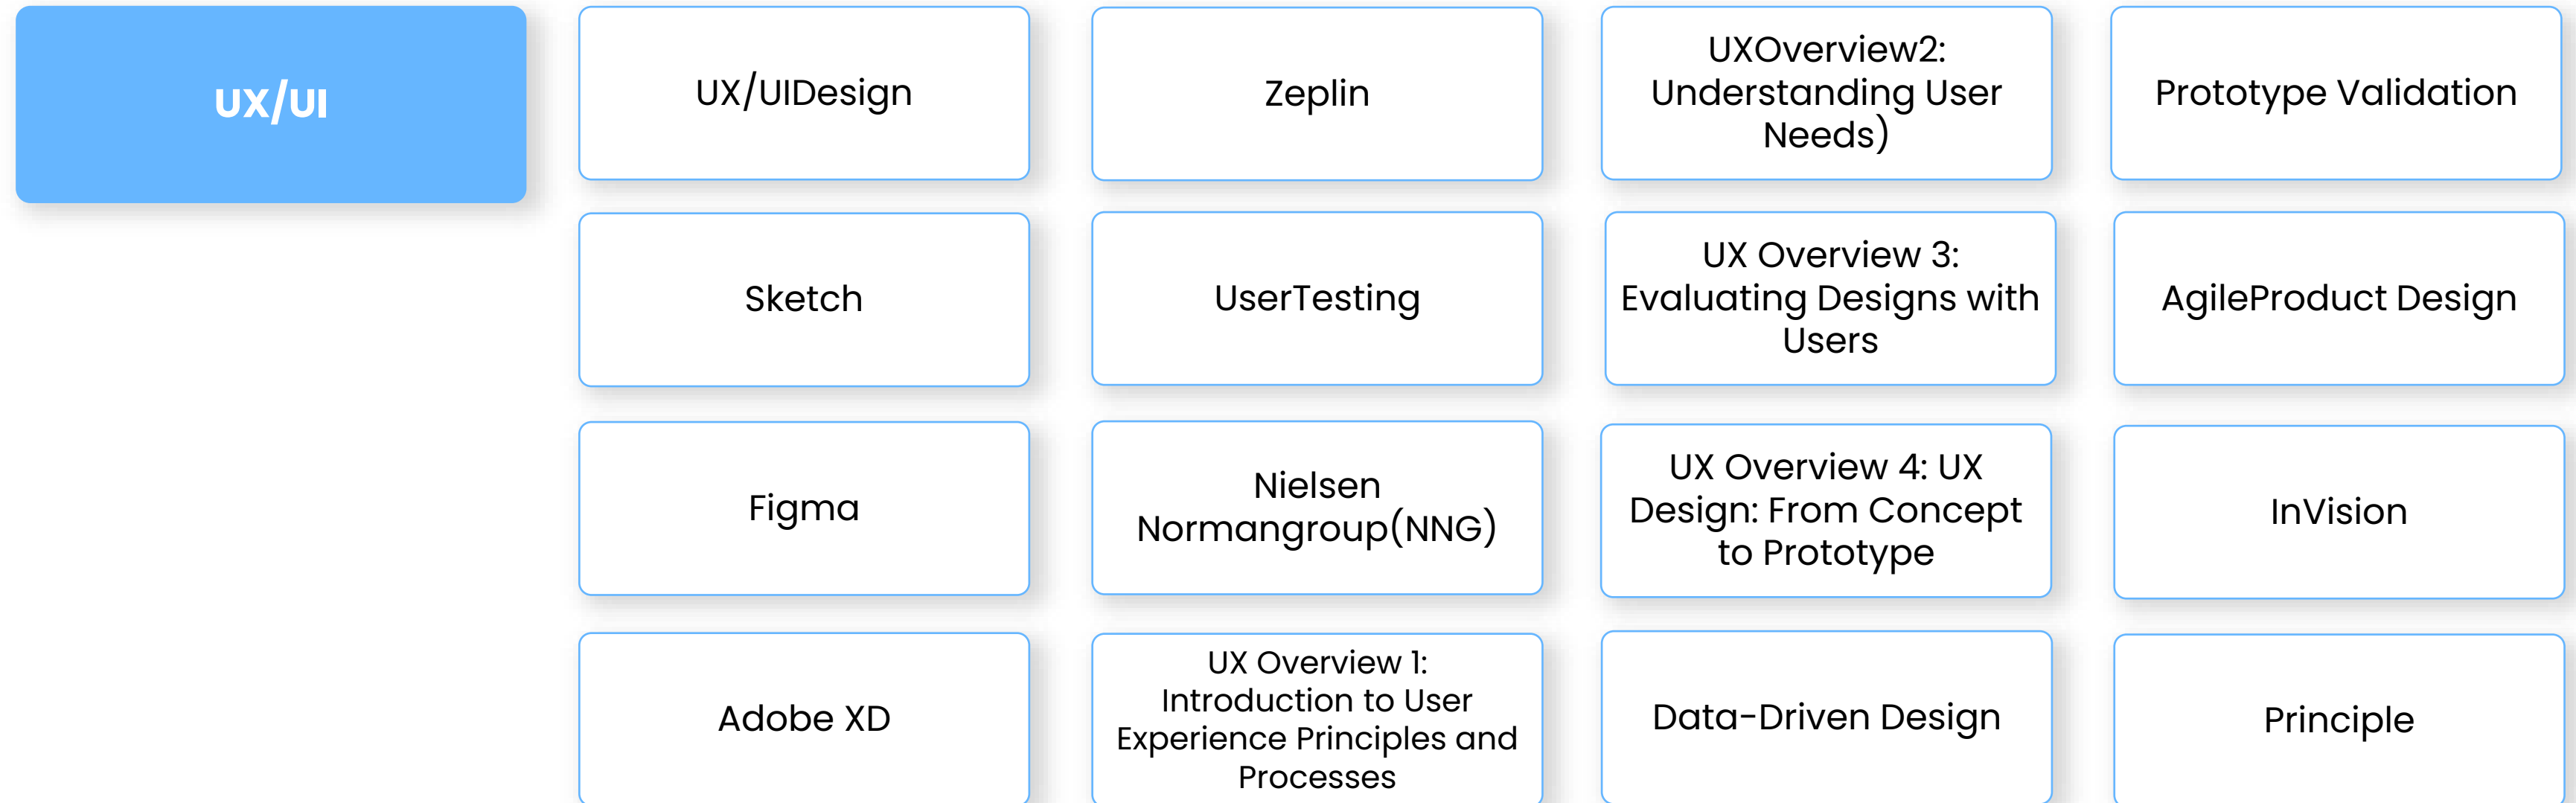 UX/UI
UX/UIDesign
Zeplin
UXOverview2:
Understanding User
Needs)
Prototype Validation
Sketch
UserTesting
UX Overview 3:
Evaluating Designs with
Users
AgileProduct Design
Figma
Nielsen
Normangroup(NNG)
UX Overview 4: UX
Design: From Concept
to Prototype
InVision
Adobe XD
UX Overview 1:
Introduction to User
Experience Principles and
Processes
Data-Driven Design
Principle